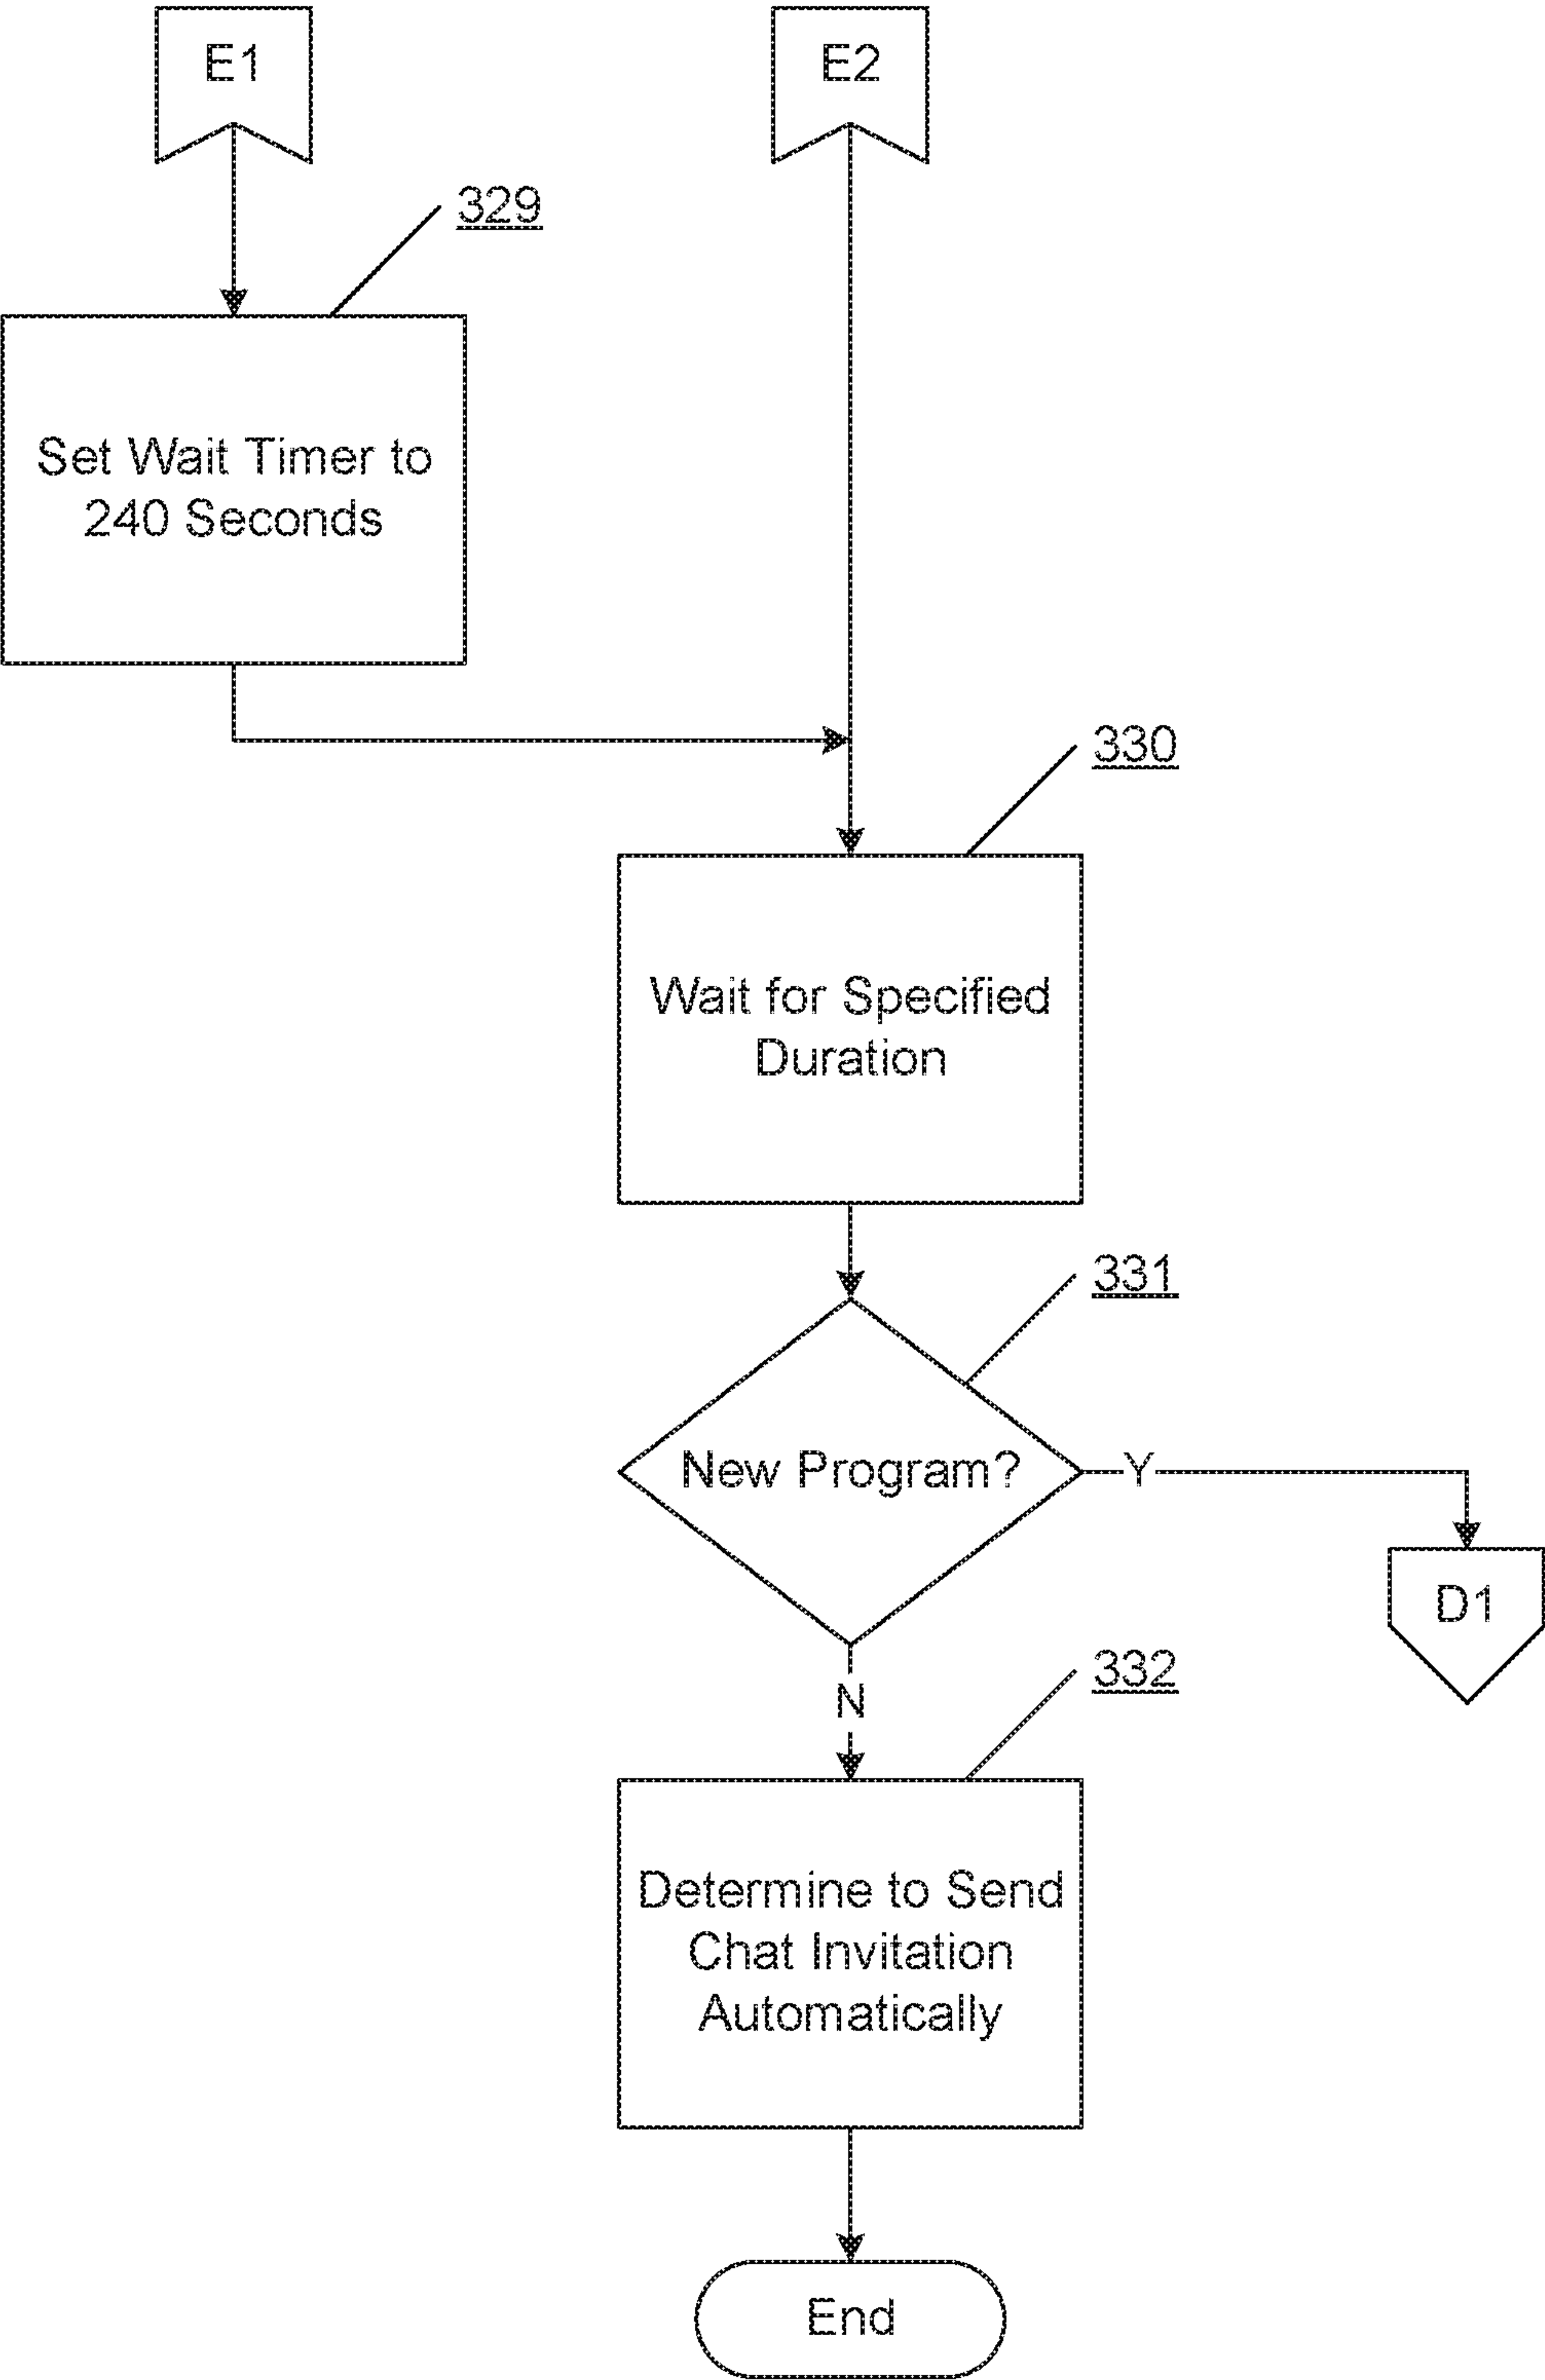 E1
E2
329
Set Wait Timer to
240 Seconds
330
Wait for Specified
Duration
331
New Program?
Y
D1
N
332
Determine to Send
Chat Invitation
Automatically
End